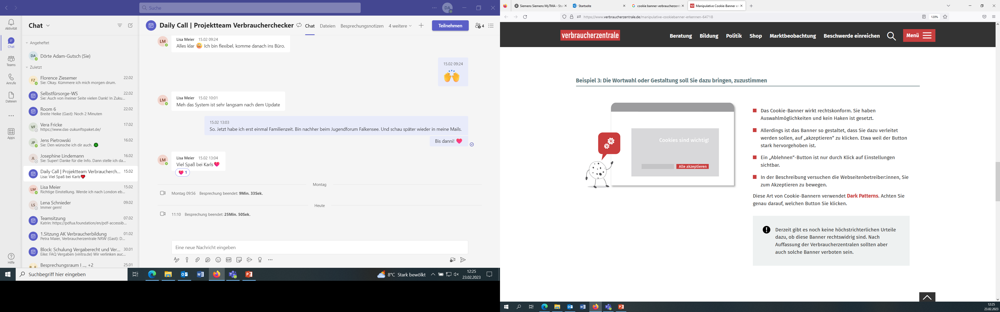 Suche
DA
Aktivität
Chat
Teams
Anrufe
Dateien
Apps
Hilfe
Chat
Angeheftet
DA
Dörte Adam-Gutsch (Sie)
Zuletzt
FZ
Florence Ziesemer 22.02
Sie: Okay. Kümmere ich mich morgen drum.
Selbstfürsorge-WS 22.02
Sie: Auch von meiner Seite vielen Dank! In Zuku...
Room 6 22.02
Breite Heike (Gast): Noch 2 Minuten
VF
Vera Fricke 17.02
https://www.das-zukunftspaket.de/
JP
Jens Pietrowski 16.02
Sie: Den wünsche ich dir auch. 🍀
JL
Josephine Lindemann 16.02
Sie: Super! Danke für die Info. Dann stelle ich da...
Daily Call | Projektteam Verbraucherch... 15.02
Lisa: Viel Spaß bei Karls❤
LM
Lisa Meier 15.02
Richtige Einstellung. Werde ich nach London eb...
LS
Lena Schnieder 09.02
Immer gern!
Teamsitzung 07.02
Katrin: https://pdfua.foundation/en/pdf-accessib...
1.Sitzung AK Verbraucherbildung 01.02
Petra Maier, Verbraucherzentrale NRW (Gast): D...
Block: Schulung Vergaberecht und Ver... 30.01
Eike: FAQ Vergaben (vintra.de) Wir verlinken auc...
Besprechungsraum I ..., +2 25.01
Daily Call | Projektteam Verbraucherchecker
Chat Dateien Besprechungsnotizen 4 weitere
Teilnehmen
4
LM
Lisa Meier 15.02 09:24
Alles klar 😳 Ich bin flexibel, komme danach ins Büro.
15.02 09:24
🙌
LM
Lisa Meier 15.02 10:01
Meh das System ist sehr langsam nach dem Update
15.02 13:03
So. Jetzt habe ich erst einmal Familienzeit. Bin nachher beim Jugendforum Falkensee. Und schau später wieder in meine Mails.
Bis danni! ❤
LM
Lisa Meier 15.02 13:04
Viel Spaß bei Karls❤
❤ 1
Montag
Montag 09:56 Besprechung beendet: 9Min. 33Sek.
Heute
11:10 Besprechung beendet: 25Min. 50Sek.
Eine neue Nachricht eingeben
GIF
Suchbegriff hier eingeben
8°C Stark bewölkt
12:25
23.02.2023
Siemens Siemens MyTMA - Sta
Startseite
cookie banner verbraucherzentr
VZ Manipulative Cookie-Banner er
https://www.verbraucherzentrale.de/manipulative-cookiebanner-erkennen-64718
120%
verbraucherzentrale
Beratung Bildung Politik Shop Marktbeobachtung Beschwerde einreichen
Menü
Beispiel 3: Die Wortwahl oder Gestaltung soll Sie dazu bringen, zuzustimmen
Cookies sind wichtig!
Alle akzeptieren
Das Cookie-Banner wirkt rechtskonform. Sie haben
Auswahlmöglichkeiten und kein Haken ist gesetzt.
Allerdings ist das Banner so gestaltet, dass Sie dazu verleitet
werden sollen, auf „akzeptieren“ zu klicken. Etwa weil der Button
stark hervorgehoben ist.
Ein „Ablehnen“-Button ist nur durch Klick auf Einstellungen
sichtbar.
In der Beschreibung versuchen die Webseitenbetreiber:innen, Sie
zum Akzeptieren zu bewegen.
Diese Art von Cookie-Bannern verwendet Dark Patterns. Achten Sie
genau darauf, welchen Button Sie klicken.
Derzeit gibt es noch keine höchstrichterlichen Urteile
dazu, ob diese Banner rechtswidrig sind. Nach
Auffassung der Verbraucherzentralen sollten aber
auch solche Banner verboten sein.
12:25
23.02.2023